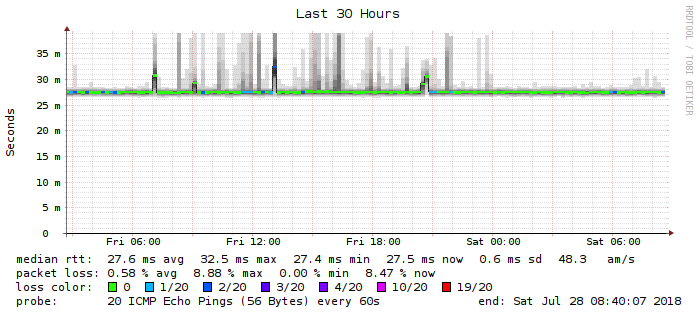 Last 30 Hours
RRDTOOL / TOBI OETIKER
Seconds
35 m
30 m
25 m
20 m
15 m
10 m
5 m
0
Fri 06:00 Fri 12:00 Fri 18:00 Sat 00:00 Sat 06:00
median rtt: 27.6 ms avg 32.5 ms max 27.4 ms min 27.5 ms now 0.6 ms sd 48.3 am/s
packet loss: 0.58 % avg 8.88 % max 0.00 % min 8.47 % now
loss color: 0 1/20 2/20 3/20 4/20 10/20 19/20
probe: 20 ICMP Echo Pings (56 Bytes) every 60s end: Sat Jul 28 08:40:07 2018